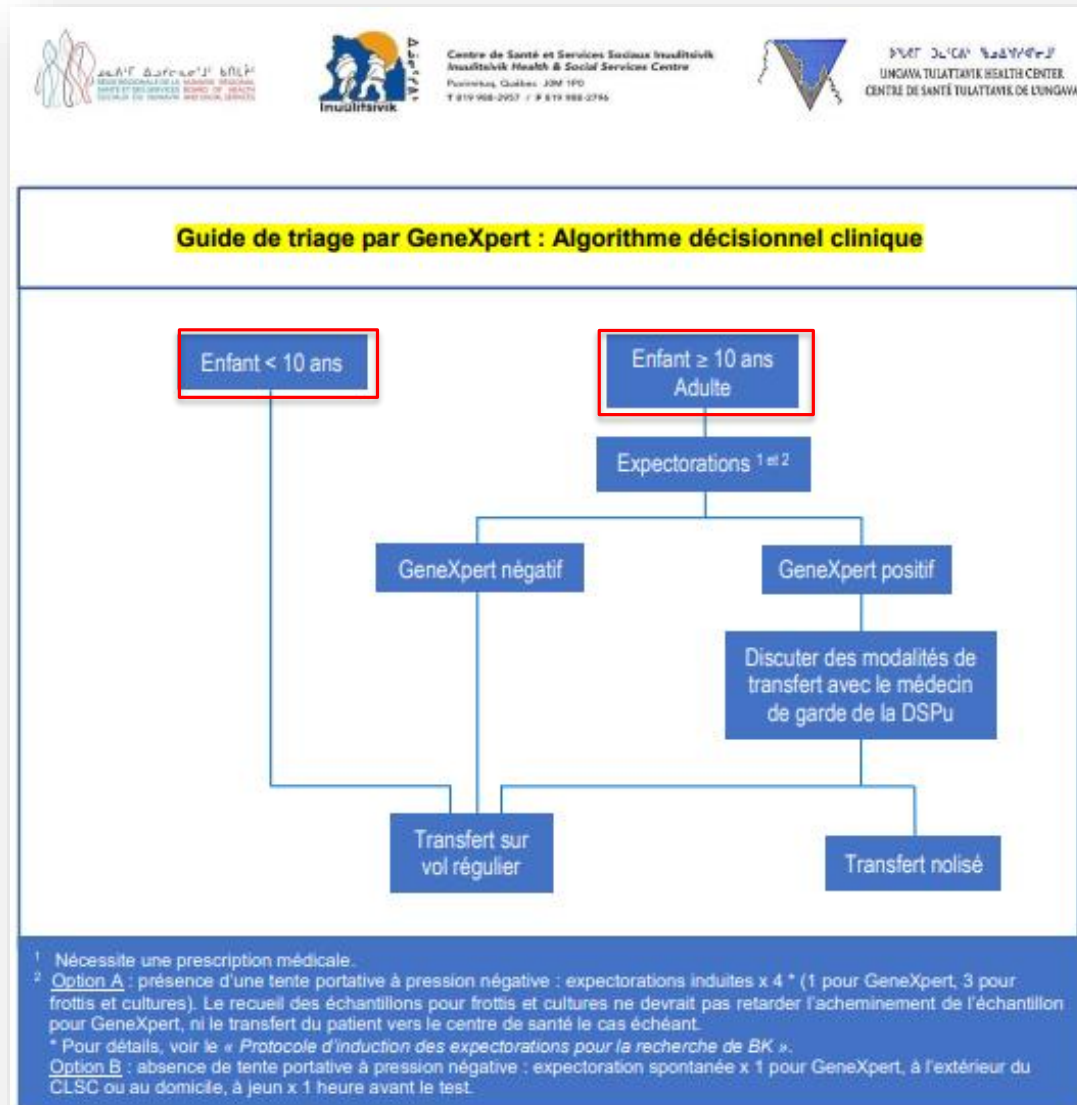 Inuulitsivik
Centre de Santé et Services Sociaux Inuulitsivik
Inuulitsivik Health & Social Services Centre
Puvirnituq, Québec J0M 1P0
T 819 988-2957 / F 819 988-2796
UNGAVA TULATTAVIK HEALTH CENTER
CENTRE DE SANTÉ TULATTAVIK DE L'UNGAVA
Guide de triage par GeneXpert : Algorithme décisionnel clinique
Enfant < 10 ans
Enfant ≥ 10 ans
Adulte
Expectorations 1 et 2
GeneXpert négatif
GeneXpert positif
Discuter des modalités de
transfert avec le médecin
de garde de la DSPu
Transfert sur
vol régulier
Transfert nolisé
1 Nécessite une prescription médicale.
2 Option A : présence d'une tente portative à pression négative : expectorations induites x 4 * (1 pour GeneXpert, 3 pour
frottis et cultures). Le recueil des échantillons pour frottis et cultures ne devrait pas retarder l'acheminement de l'échantillon
pour GeneXpert, ni le transfert du patient vers le centre de santé le cas échéant.
* Pour détails, voir le « Protocole d'induction des expectorations pour la recherche de BK ».
Option B : absence de tente portative à pression négative : expectoration spontanée x 1 pour GeneXpert, à l'extérieur du
CLSC ou au domicile, à jeun x 1 heure avant le test.